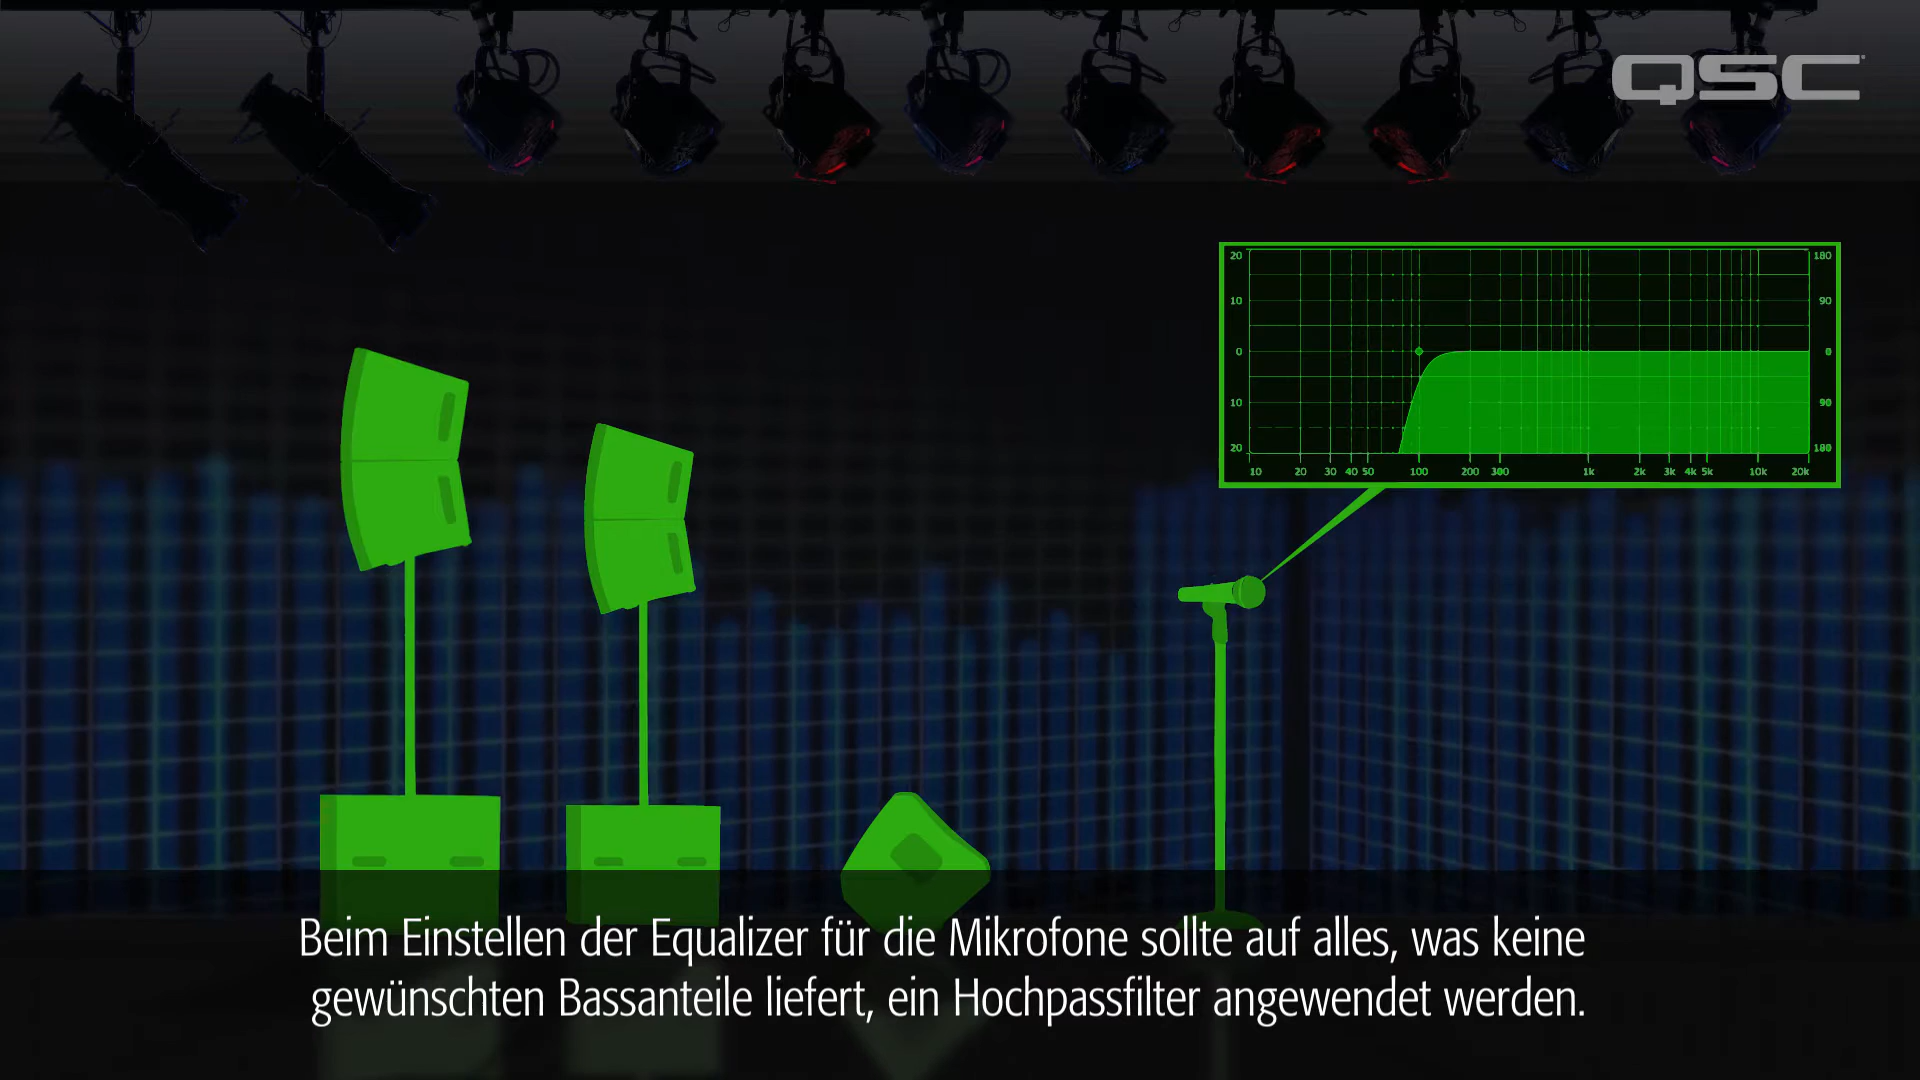 QSC
20 180
10 90
0 0
10 90
20 180
10 20 30 40 50 100 200 300 1k 2k 3k 4k 5k 10k 20k
Beim Einstellen der Equalizer für die Mikrofone sollte auf alles, was keine
gewünschten Bassanteile liefert, ein Hochpassfilter angewendet werden.